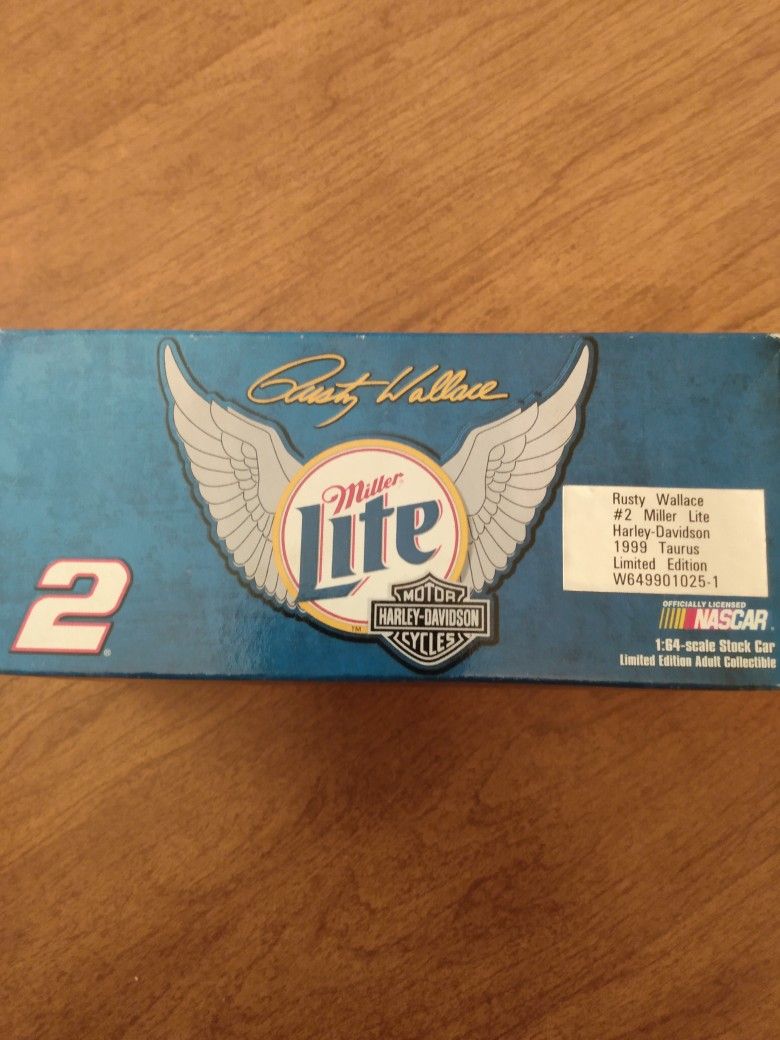 Rusty Wallace
Miller
Lite
TM
MOTOR
HARLEY-DAVIDSON
CYCLES
2
Rusty Wallace
#2 Miller Lite
Harley-Davidson
1999 Taurus
Limited Edition
W649901025-1
OFFICIALLY LICENSED
NASCAR
1:64-scale Stock Car
Limited Edition Adult Collectible